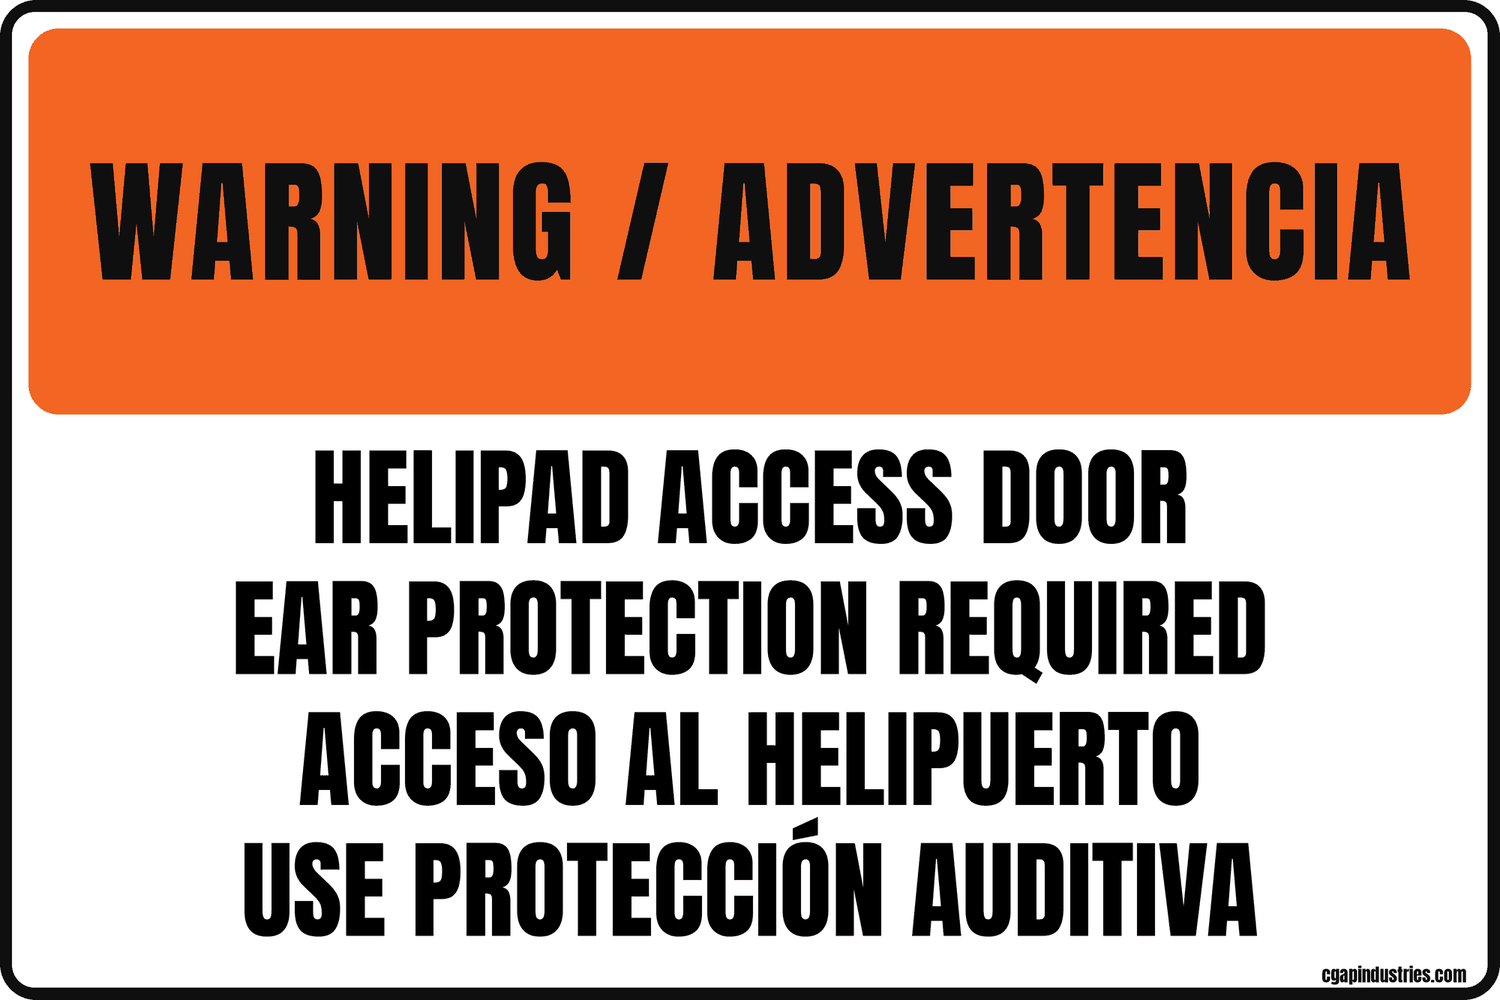 WARNING / ADVERTENCIA
HELIPAD ACCESS DOOR
EAR PROTECTION REQUIRED
ACCESO AL HELIPUERTO
USE PROTECCIÓN AUDITIVA
cgapindustries.com